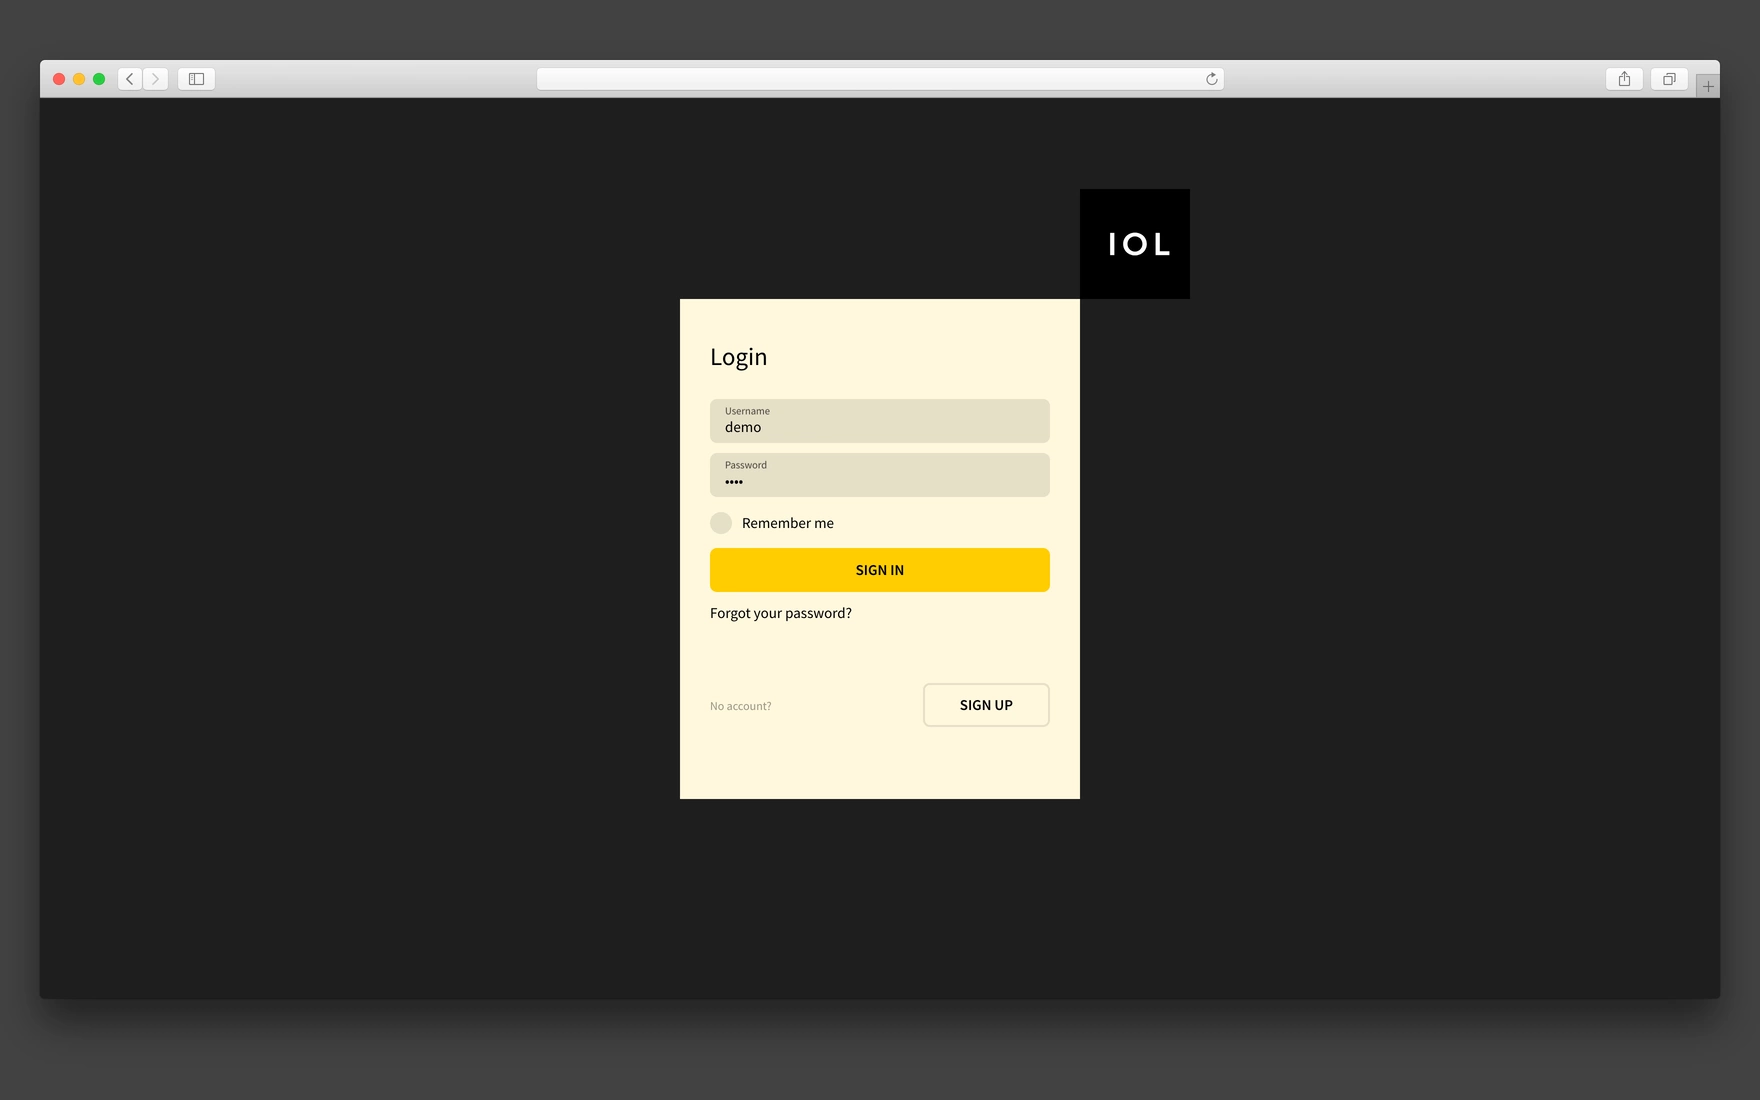 IOL
Login
Username
demo
Password
••••
Remember me
SIGN IN
Forgot your password?
No account?
SIGN UP